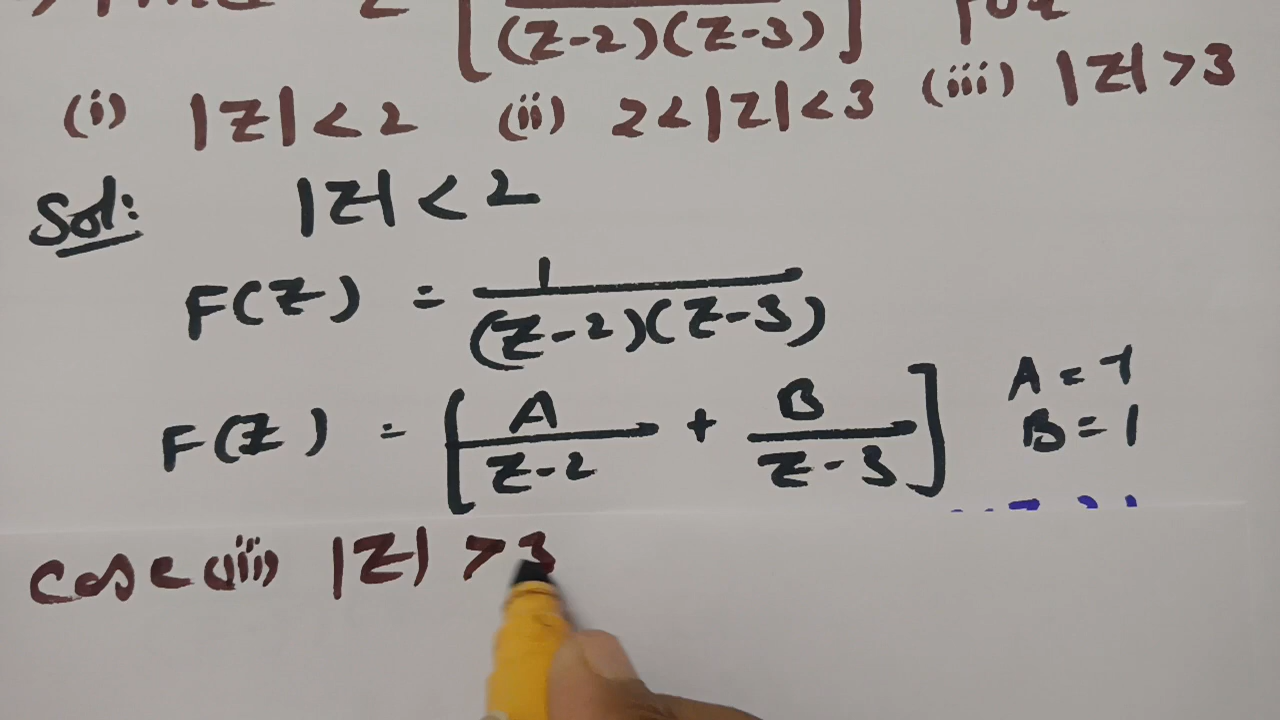 (Z-2)(Z-3)
(i) |Z| < 2 (ii) 2 < |Z| < 3 (iii) |Z| > 3
Sol: |Z| < 2
F(Z) = 1 / (Z-2)(Z-3)
F(Z) = [A / Z-2 + B / Z-3] A = -1
B = 1
Case (iii) |Z| > 3